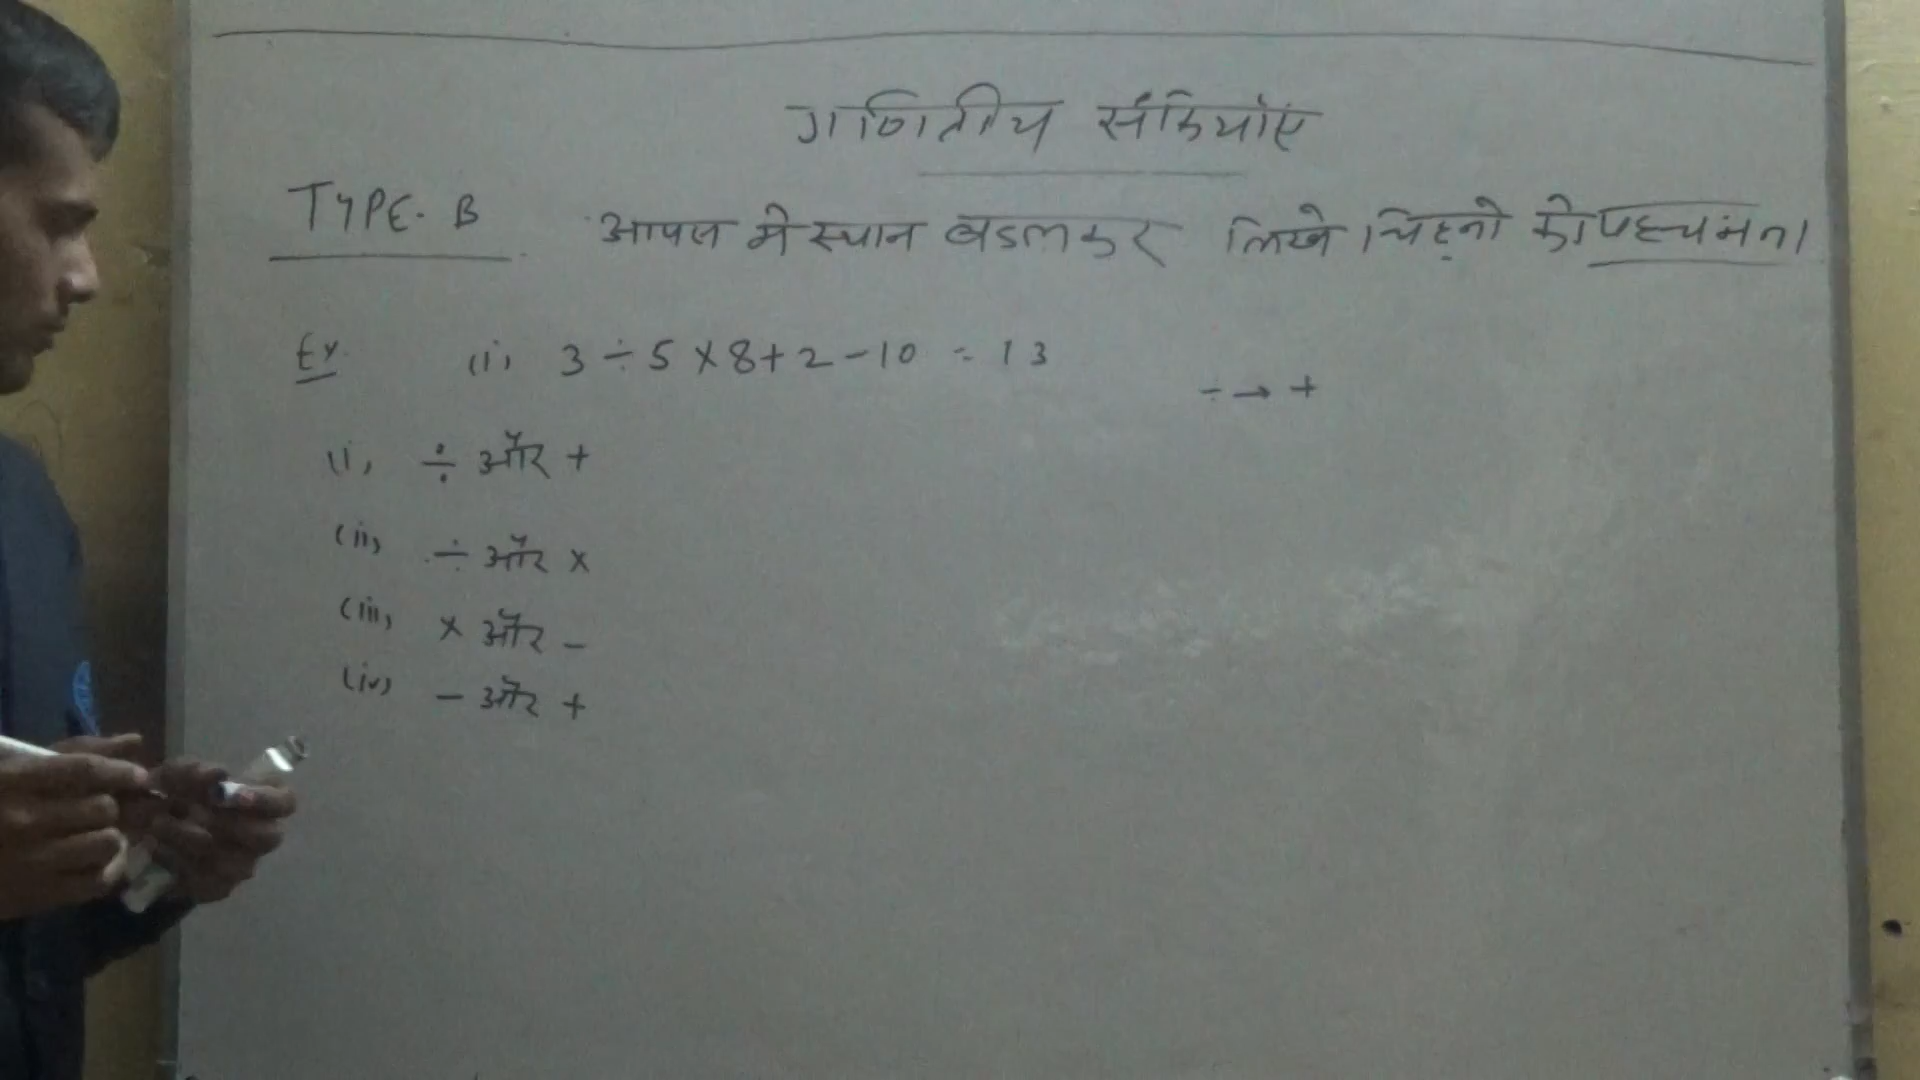 गणितीय संक्रियाएं
TYPE. B आपस मे स्थान बदलकर लिखे चिह्नो को पहचानना
Ex (i) 3 ÷ 5 × 8 + 2 - 10 = 13
÷ → +
(i) ÷ और +
(ii) ÷ और ×
(iii) × और -
(iv) - और +